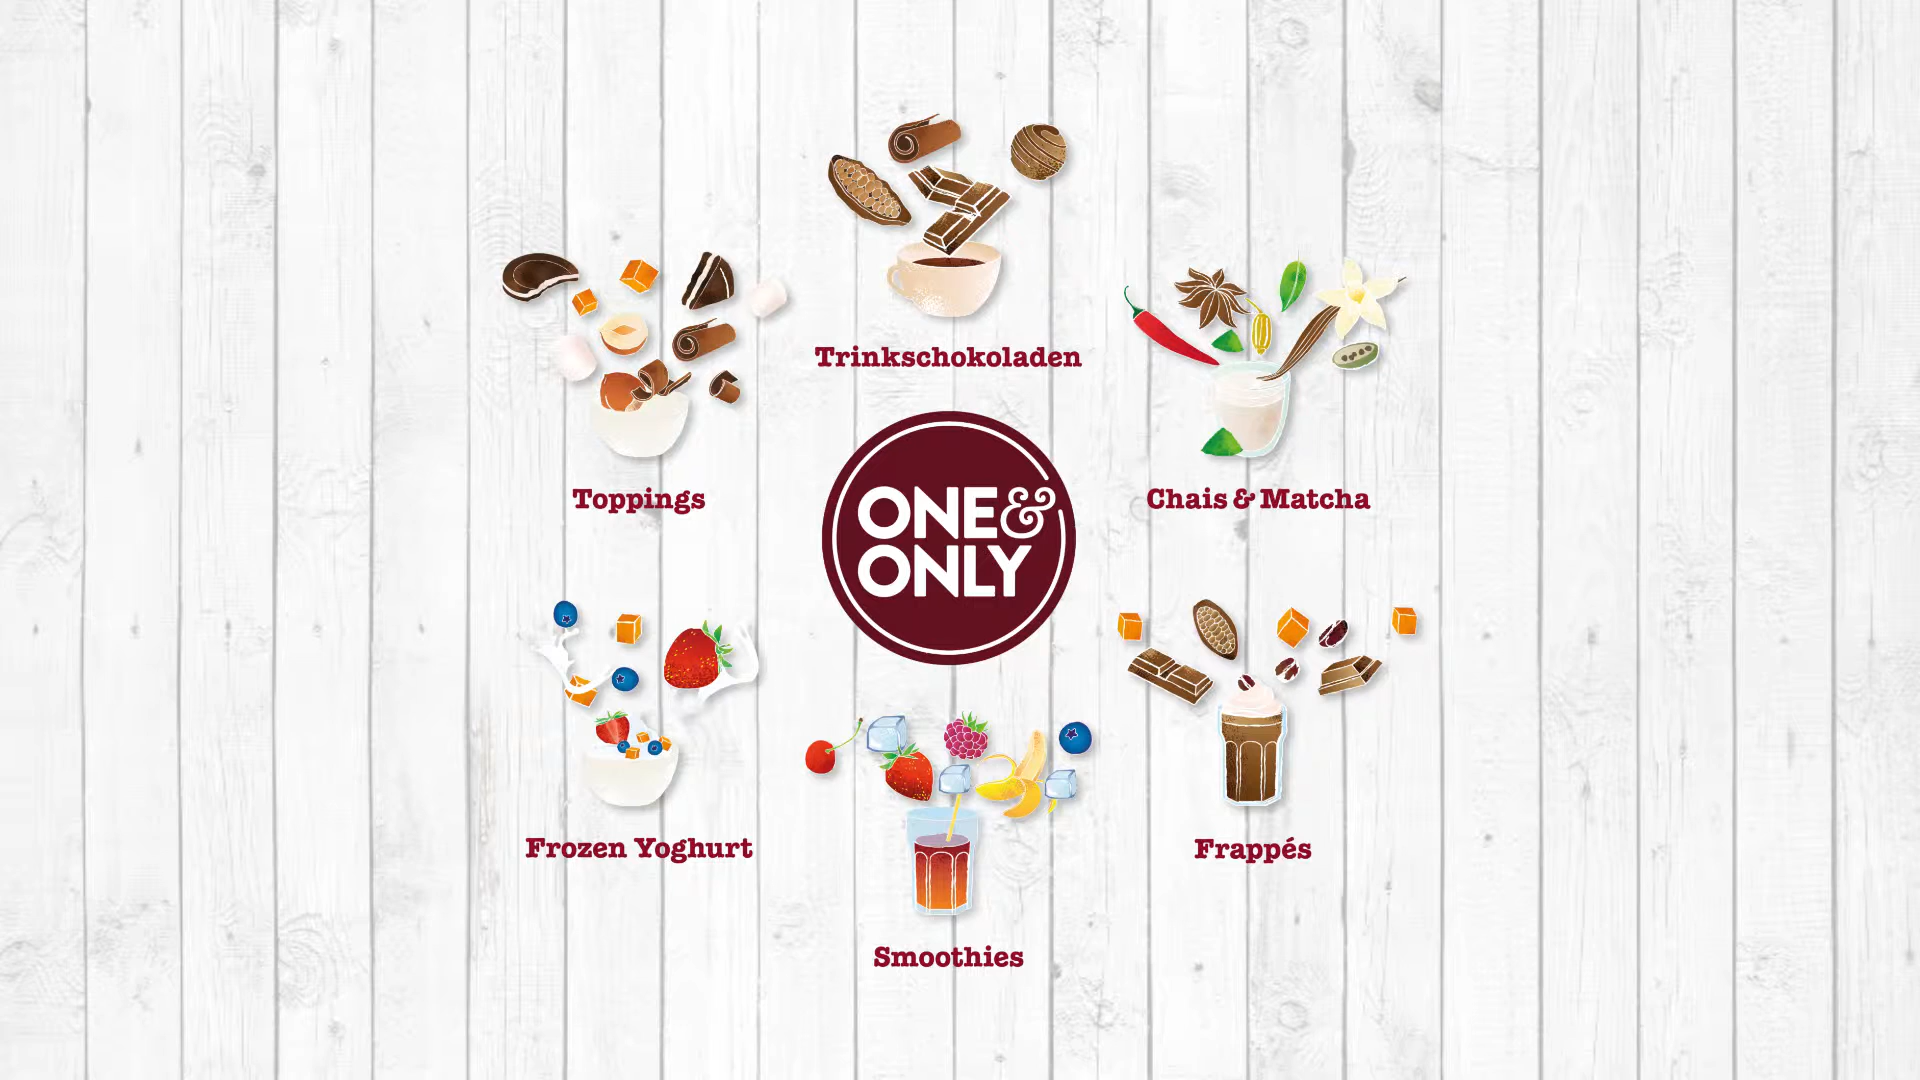 Trinkschokoladen
Toppings
Chais & Matcha
ONE&
ONLY
Frozen Yoghurt
Frappés
Smoothies